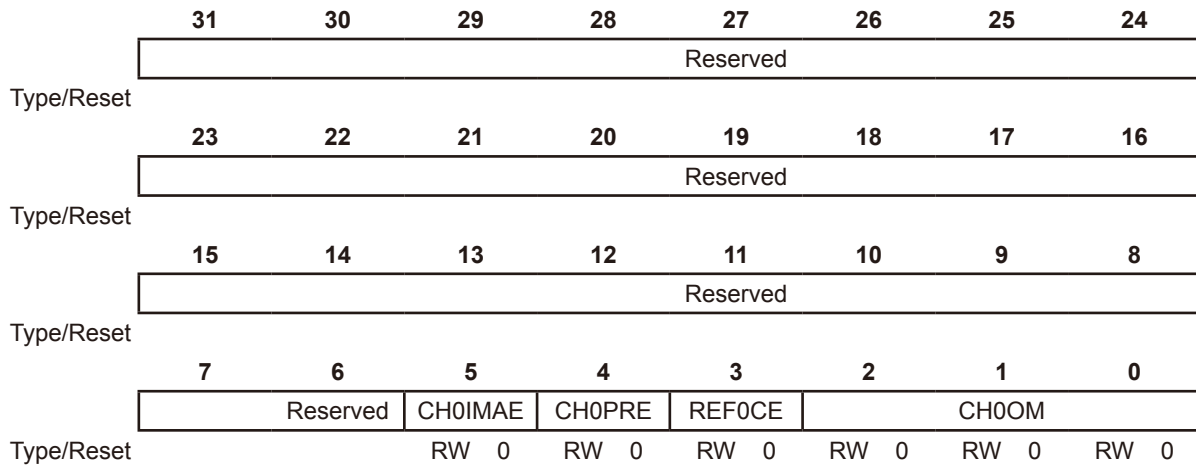 31 30 29 28 27 26 25 24
Reserved
Type/Reset
23 22 21 20 19 18 17 16
Reserved
Type/Reset
15 14 13 12 11 10 9 8
Reserved
Type/Reset
7 6 5 4 3 2 1 0
Reserved CH0IMAE CH0PRE REF0CE CH0OM
Type/Reset RW 0 RW 0 RW 0 RW 0 RW 0 RW 0